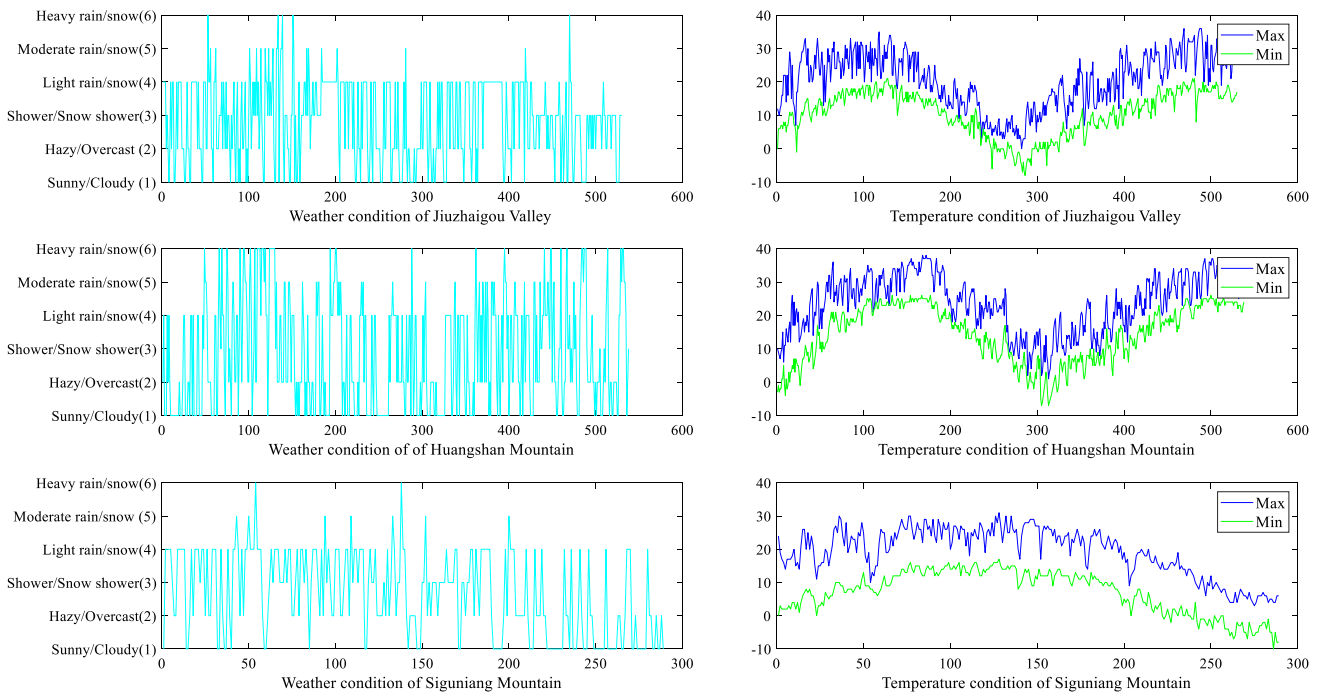 Heavy rain/snow(6)
Moderate rain/snow(5)
Light rain/snow(4)
Shower/Snow shower(3)
Hazy/Overcast (2)
Sunny/Cloudy (1)
0 100 200 300 400 500 600
Weather condition of Jiuzhaigou Valley
40
30
20
10
0
-10
Max
Min
0 100 200 300 400 500 600
Temperature condition of Jiuzhaigou Valley
Heavy rain/snow(6)
Moderate rain/snow(5)
Light rain/snow(4)
Shower/Snow shower(3)
Hazy/Overcast(2)
Sunny/Cloudy(1)
0 100 200 300 400 500 600
Weather condition of of Huangshan Mountain
40
30
20
10
0
-10
Max
Min
0 100 200 300 400 500 600
Temperature condition of Huangshan Mountain
Heavy rain/snow(6)
Moderate rain/snow (5)
Light rain/snow(4)
Shower/Snow shower(3)
Hazy/Overcast(2)
Sunny/Cloudy(1)
0 50 100 150 200 250 300
Weather condition of Siguniang Mountain
40
30
20
10
0
-10
Max
Min
0 50 100 150 200 250 300
Temperature condition of Siguniang Mountain